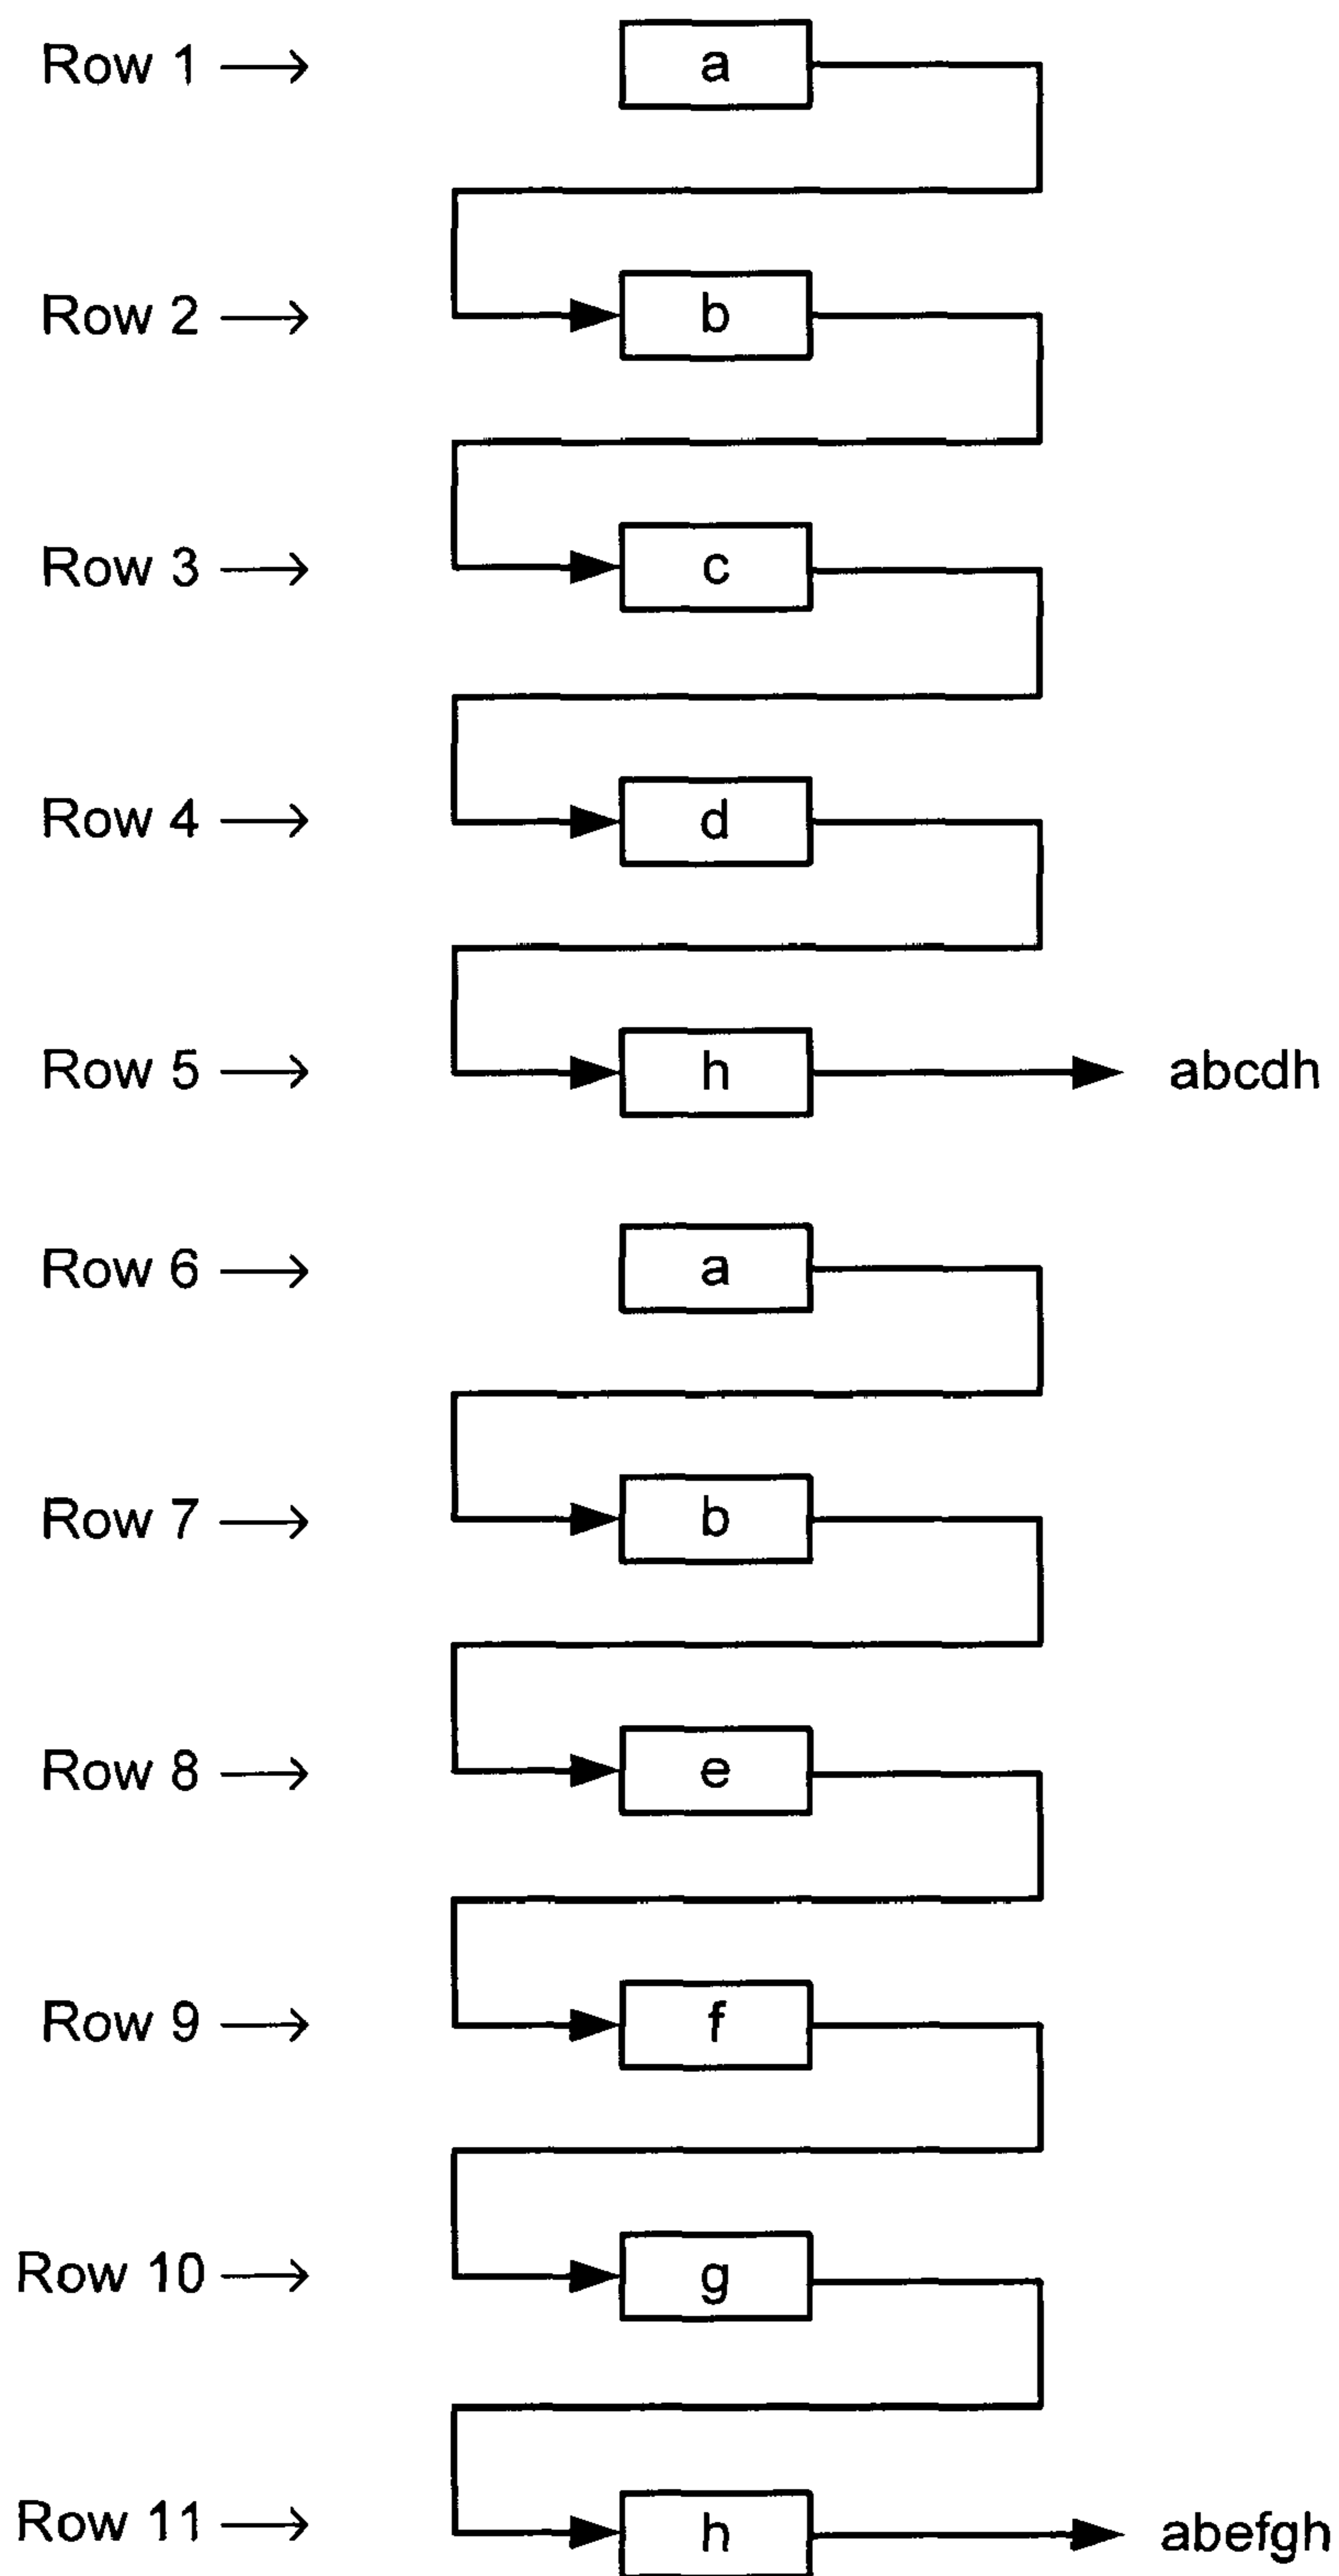 Row 1 → a
Row 2 → b
Row 3 → c
Row 4 → d
Row 5 → h abcdh
Row 6 → a
Row 7 → b
Row 8 → e
Row 9 → f
Row 10 → g
Row 11 → h abefgh